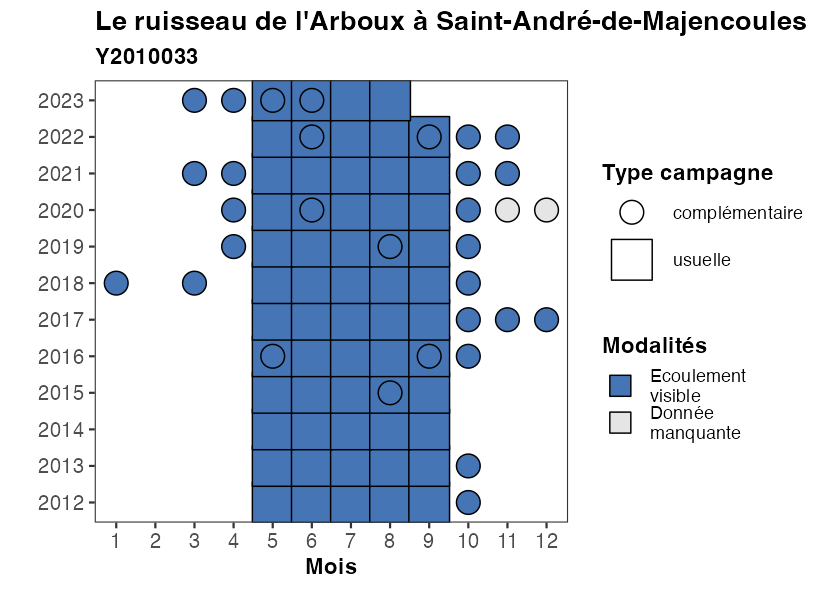 Le ruisseau de l'Arboux à Saint-André-de-Majencoules
Y2010033
2023
2022
2021
2020
2019
2018
2017
2016
2015
2014
2013
2012
1 2 3 4 5 6 7 8 9 10 11 12
Mois
Type campagne
complémentaire
usuelle
Modalités
Ecoulement
visible
Donnée
manquante